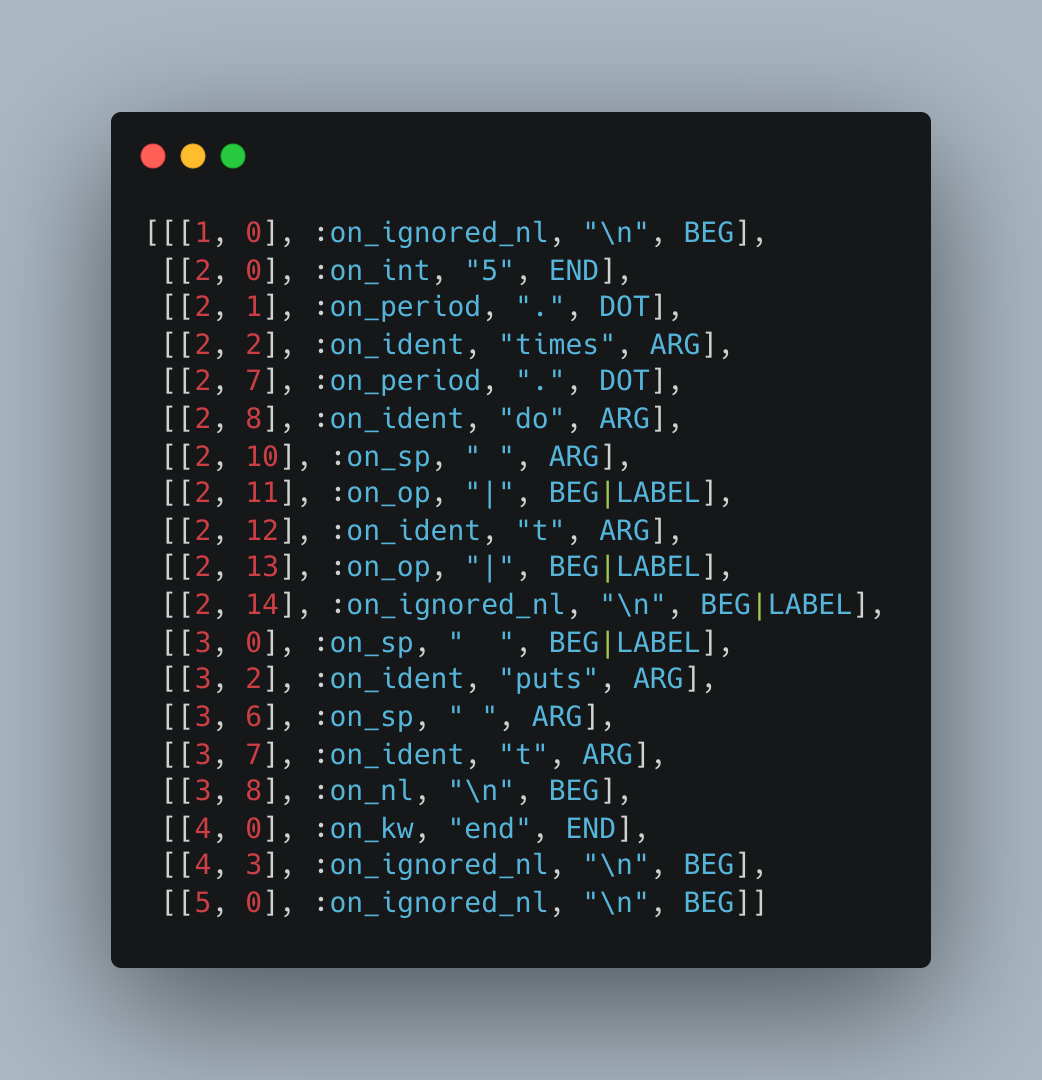 [[[1, 0], :on_ignored_nl, "\n", BEG],
 [[2, 0], :on_int, "5", END],
 [[2, 1], :on_period, ".", DOT],
 [[2, 2], :on_ident, "times", ARG],
 [[2, 7], :on_period, ".", DOT],
 [[2, 8], :on_ident, "do", ARG],
 [[2, 10], :on_sp, " ", ARG],
 [[2, 11], :on_op, "|", BEG|LABEL],
 [[2, 12], :on_ident, "t", ARG],
 [[2, 13], :on_op, "|", BEG|LABEL],
 [[2, 14], :on_ignored_nl, "\n", BEG|LABEL],
 [[3, 0], :on_sp, "  ", BEG|LABEL],
 [[3, 2], :on_ident, "puts", ARG],
 [[3, 6], :on_sp, " ", ARG],
 [[3, 7], :on_ident, "t", ARG],
 [[3, 8], :on_nl, "\n", BEG],
 [[4, 0], :on_kw, "end", END],
 [[4, 3], :on_ignored_nl, "\n", BEG],
 [[5, 0], :on_ignored_nl, "\n", BEG]]